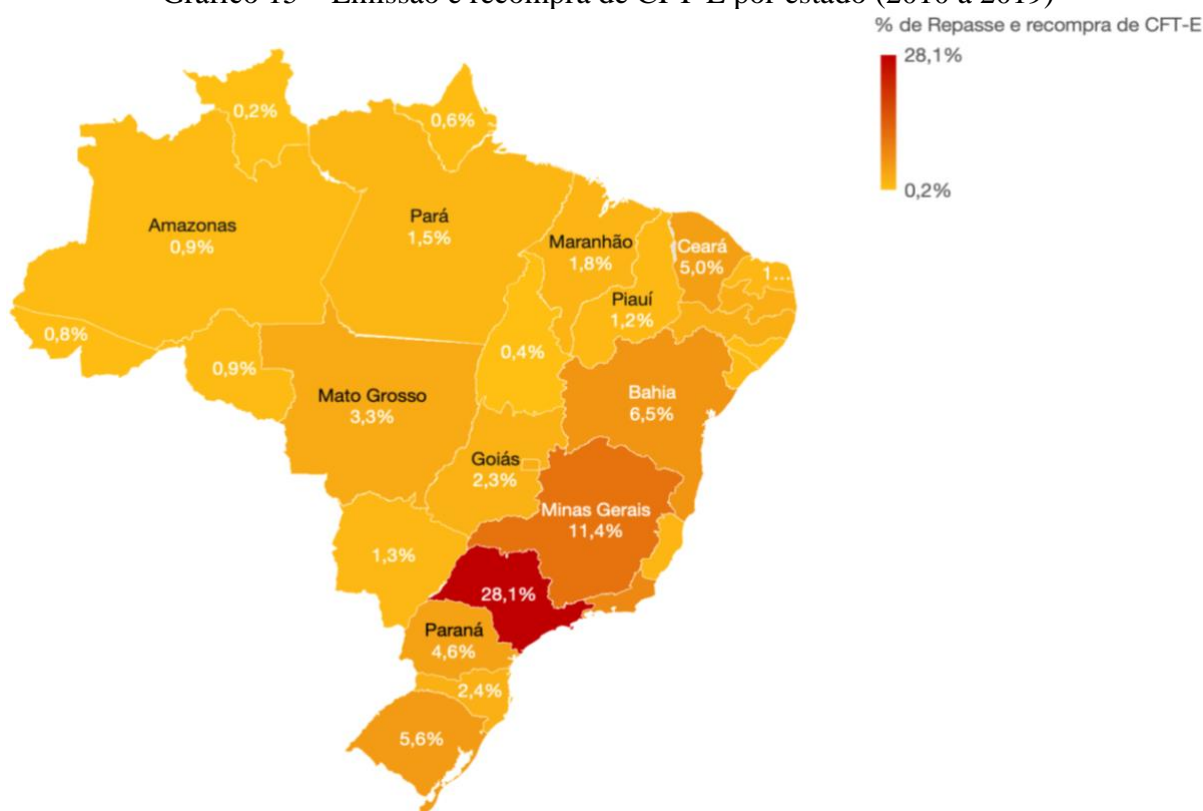 % de Repasse e recompra de CFT-E
28,1%
0,2%
0,2%
0,6%
Amazonas
0,9%
Pará
1,5%
Maranhão
1,8%
Ceará
5,0%
1...
Piauí
1,2%
0,8%
0,9%
0,4%
Mato Grosso
3,3%
Bahia
6,5%
Goiás
2,3%
Minas Gerais
11,4%
1,3%
28,1%
Paraná
4,6%
2,4%
5,6%